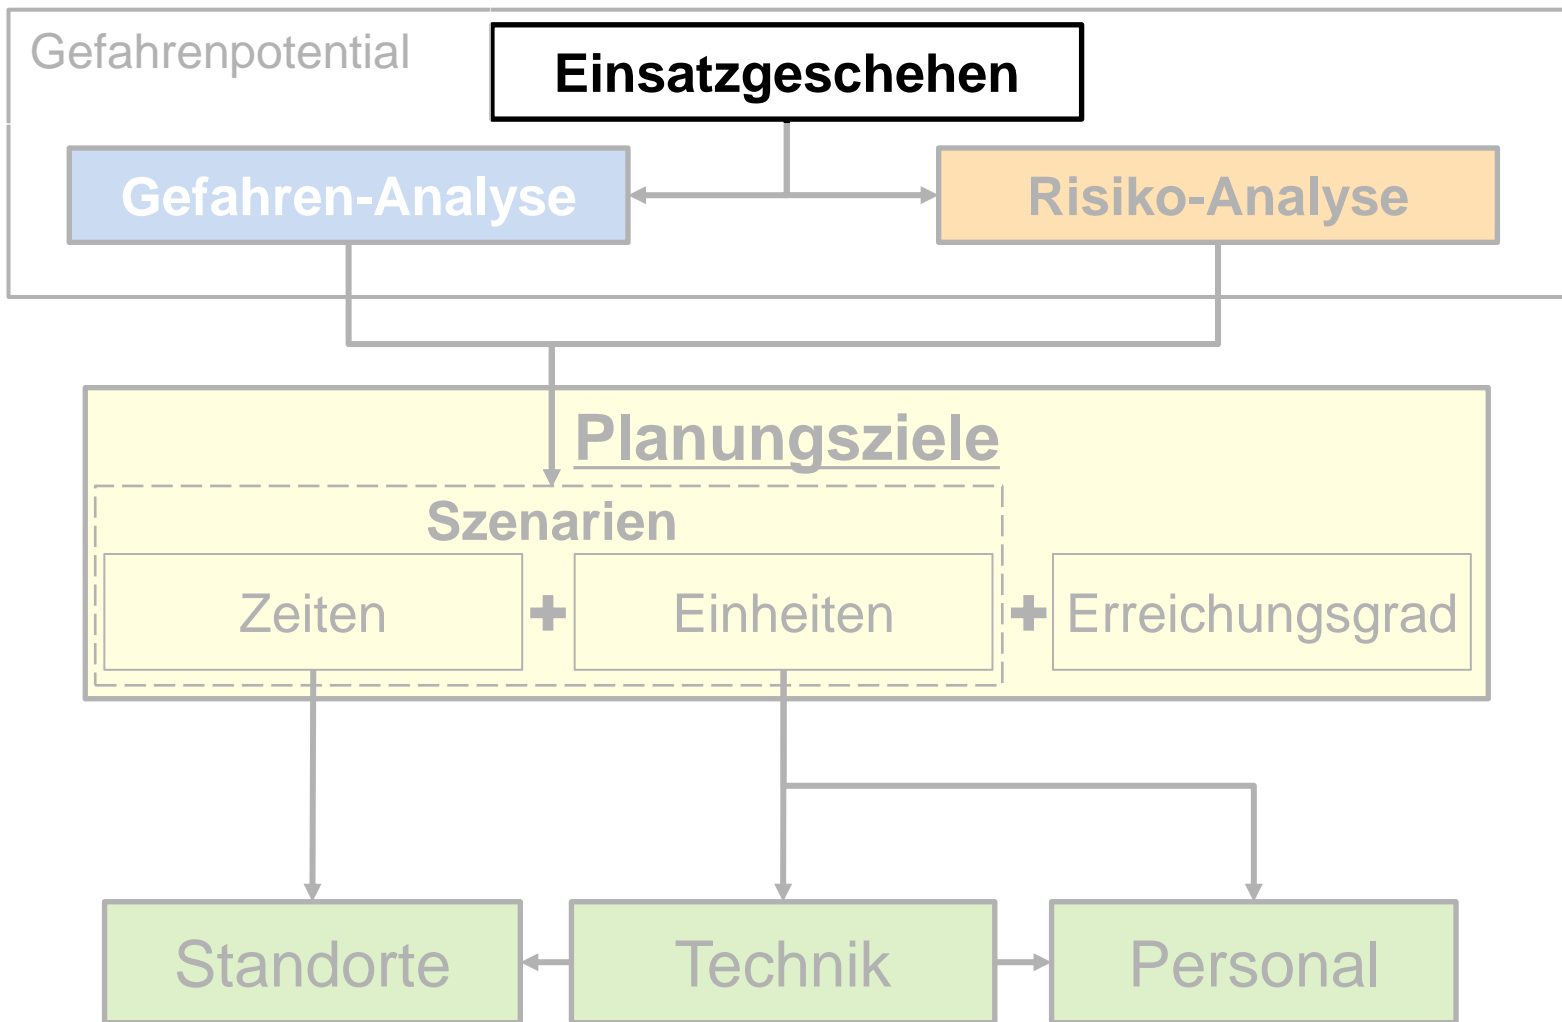 Gefahrenpotential
Einsatzgeschehen
Gefahren-Analyse
Risiko-Analyse
Planungsziele
Szenarien
Zeiten + Einheiten + Erreichungsgrad
Standorte
Technik
Personal